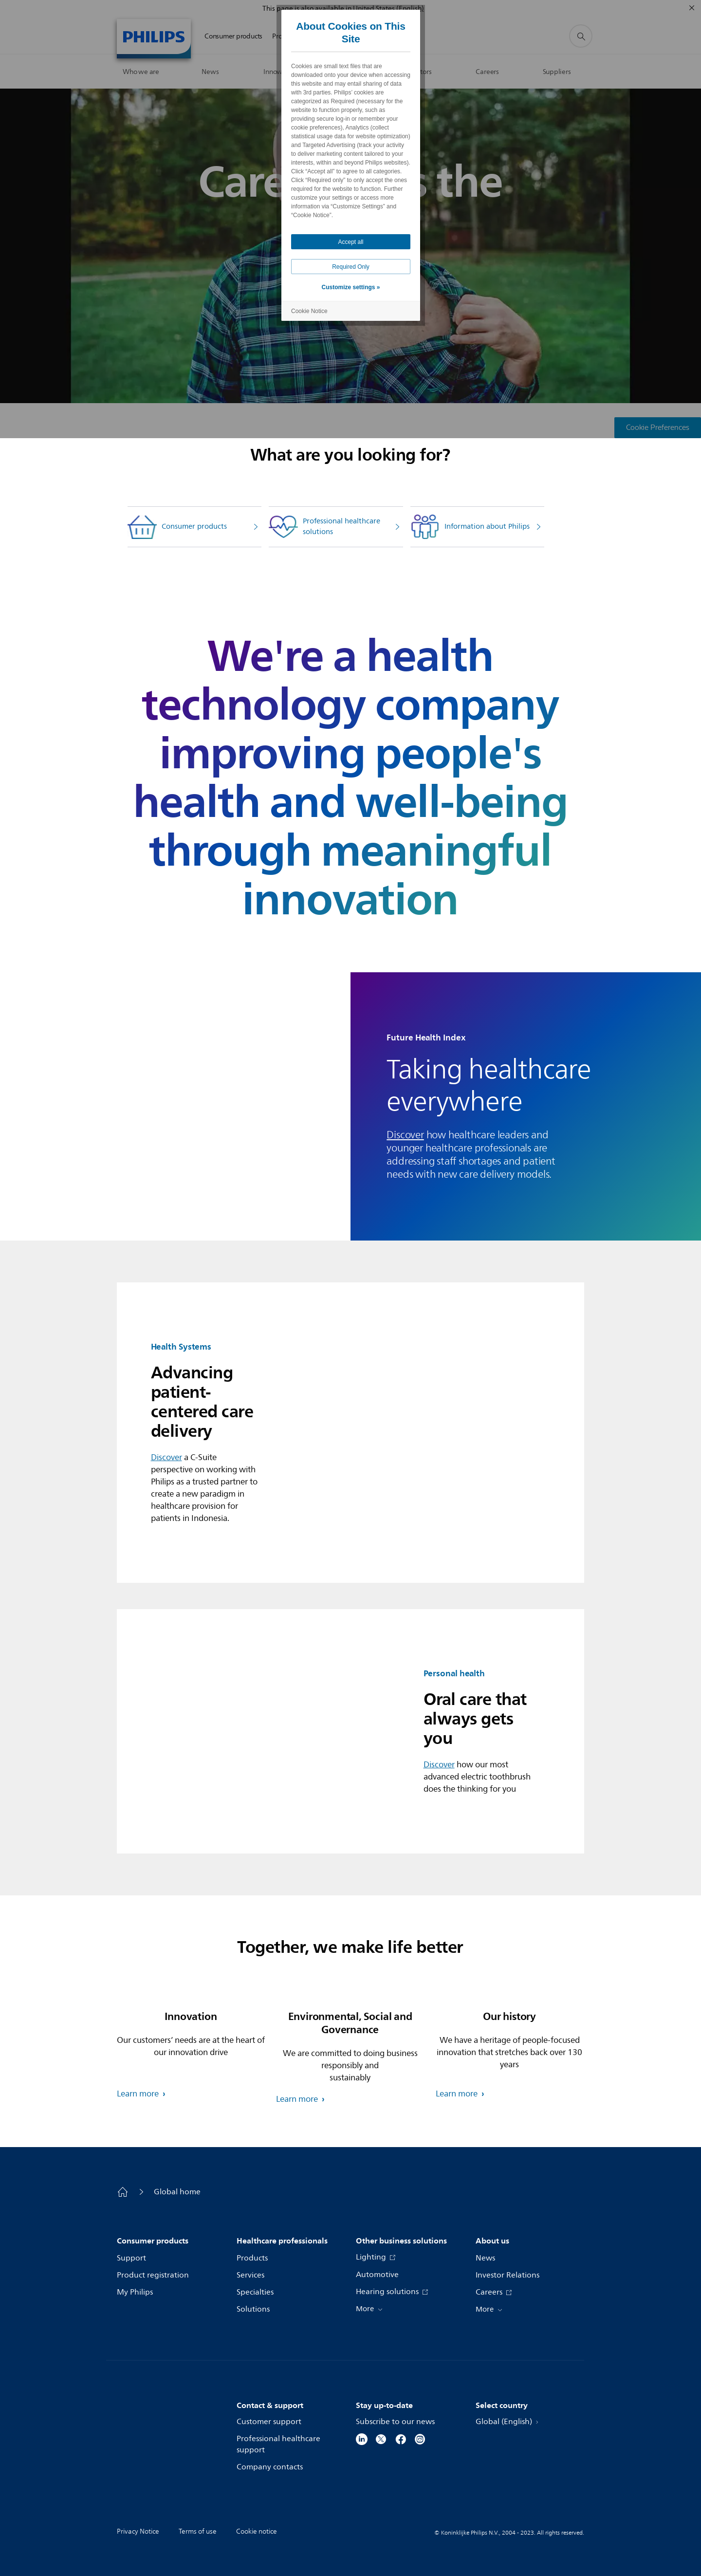 This page is also available in United States (English)
PHILIPS
Consumer products
Who we are
News
Careers
Suppliers
Care
the
About Cookies on This
Site
Cookies are small text files that are
downloaded onto your device when accessing
this website and may entail sharing of data
with 3rd parties. Philips' cookies are
categorized as Required (necessary for the
website to function properly, such as
providing secure log-in or remember your
cookie preferences), Analytics (collect
statistical usage data for website optimization)
and Targeted Advertising (track your activity
to deliver marketing content tailored to your
interests, within and beyond Philips websites).
Click "Accept all" to agree to all categories.
Click "Required only" to only accept the ones
required for the website to function. Further
customize your settings or access more
information via "Customize Settings" and
"Cookie Notice".
Accept all
Required Only
Customize settings »
Cookie Notice
Cookie Preferences
What are you looking for?
Consumer products
Professional healthcare
solutions
Information about Philips
We're a health
technology company
improving people's
health and well-being
through meaningful
innovation
Future Health Index
Taking healthcare
everywhere
Discover how healthcare leaders and
younger healthcare professionals are
addressing staff shortages and patient
needs with new care delivery models.
Health Systems
Advancing
patient-
centered care
delivery
Discover a C-Suite
perspective on working with
Philips as a trusted partner to
create a new paradigm in
healthcare provision for
patients in Indonesia.
Personal health
Oral care that
always gets
you
Discover how our most
advanced electric toothbrush
does the thinking for you
Together, we make life better
Innovation
Our customers' needs are at the heart of
our innovation drive
Learn more
Environmental, Social and
Governance
We are committed to doing business
responsibly and
sustainably
Learn more
Our history
We have a heritage of people-focused
innovation that stretches back over 130
years
Learn more
Global home
Consumer products
Support
Product registration
My Philips
Healthcare professionals
Products
Services
Specialties
Solutions
Other business solutions
Lighting
Automotive
Hearing solutions
More
About us
News
Investor Relations
Careers
More
Contact & support
Customer support
Professional healthcare
support
Company contacts
Stay up-to-date
Subscribe to our news
Select country
Global (English)
Privacy Notice
Terms of use
Cookie notice
© Koninklijke Philips N.V., 2004 - 2023. All rights reserved.